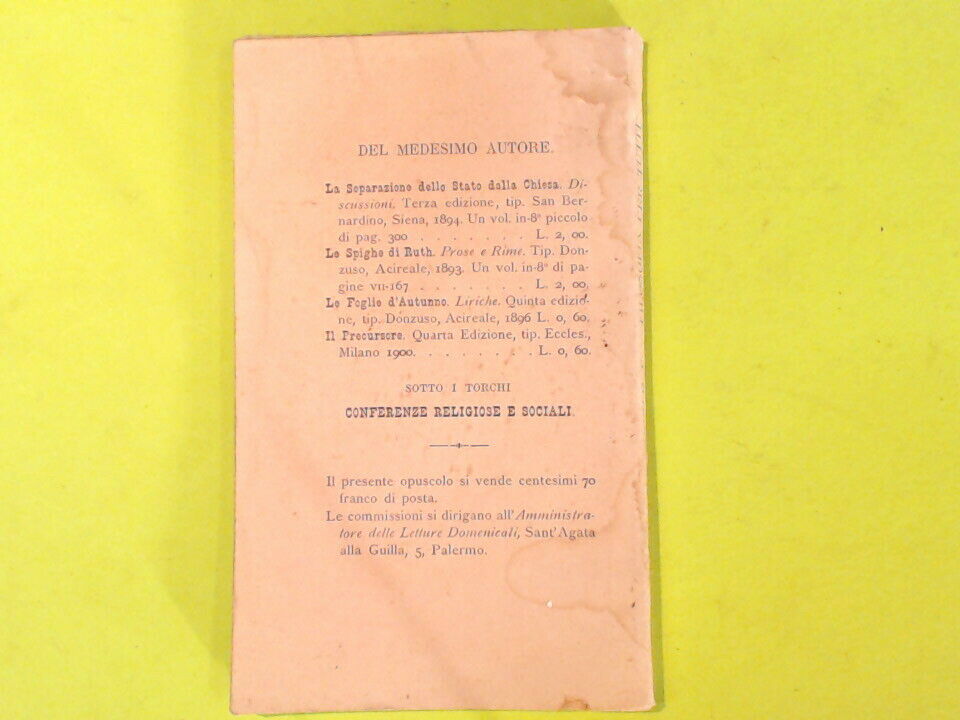 DEL MEDESIMO AUTORE.
La Separazione dello Stato dalla Chiesa. Di-
scussioni. Terza edizione, tip. San Ber-
nardino, Siena, 1894. Un vol. in-8° piccolo
di pag. 300 . . . . . . . L. 2, 00.
Le Spighe di Ruth. Prose e Rime. Tip. Don-
zuso, Acireale, 1893. Un vol. in-8° di pa-
gine VII-167 . . . . . . . L. 2, 00.
Le Foglie d'Autunno. Liriche. Quinta edizio-
ne, tip. Donzuso, Acireale, 1896 L. 0, 60.
Il Precursore. Quarta Edizione, tip. Eccles.,
Milano 1900. . . . . . . . L. 0, 60.
SOTTO I TORCHI
CONFERENZE RELIGIOSE E SOCIALI.
Il presente opuscolo si vende centesimi 70
franco di posta.
Le commissioni si dirigano all'Amministra-
tore delle Letture Domenicali, Sant'Agata
alla Guilla, 5, Palermo.